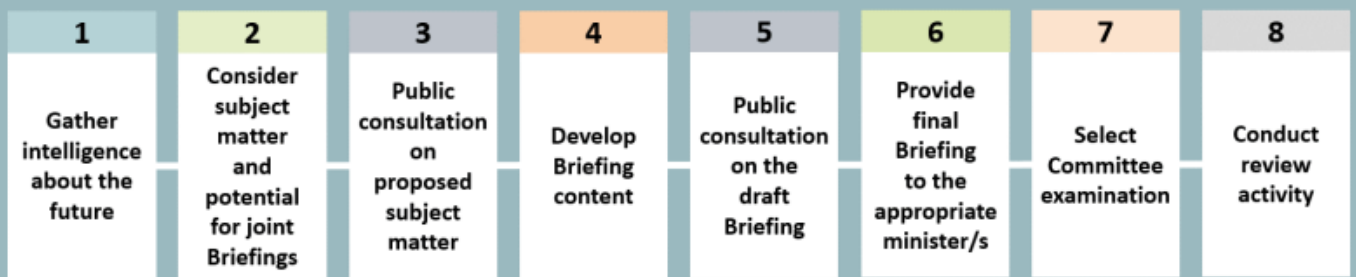 1
Gather
intelligence
about the
future
2
Consider
subject
matter
and
potential
for joint
Briefings
3
Public
consultation
on
proposed
subject
matter
4
Develop
Briefing
content
5
Public
consultation
on the
draft
Briefing
6
Provide
final
Briefing
to the
appropriate
minister/s
7
Select
Committee
examination
8
Conduct
review
activity